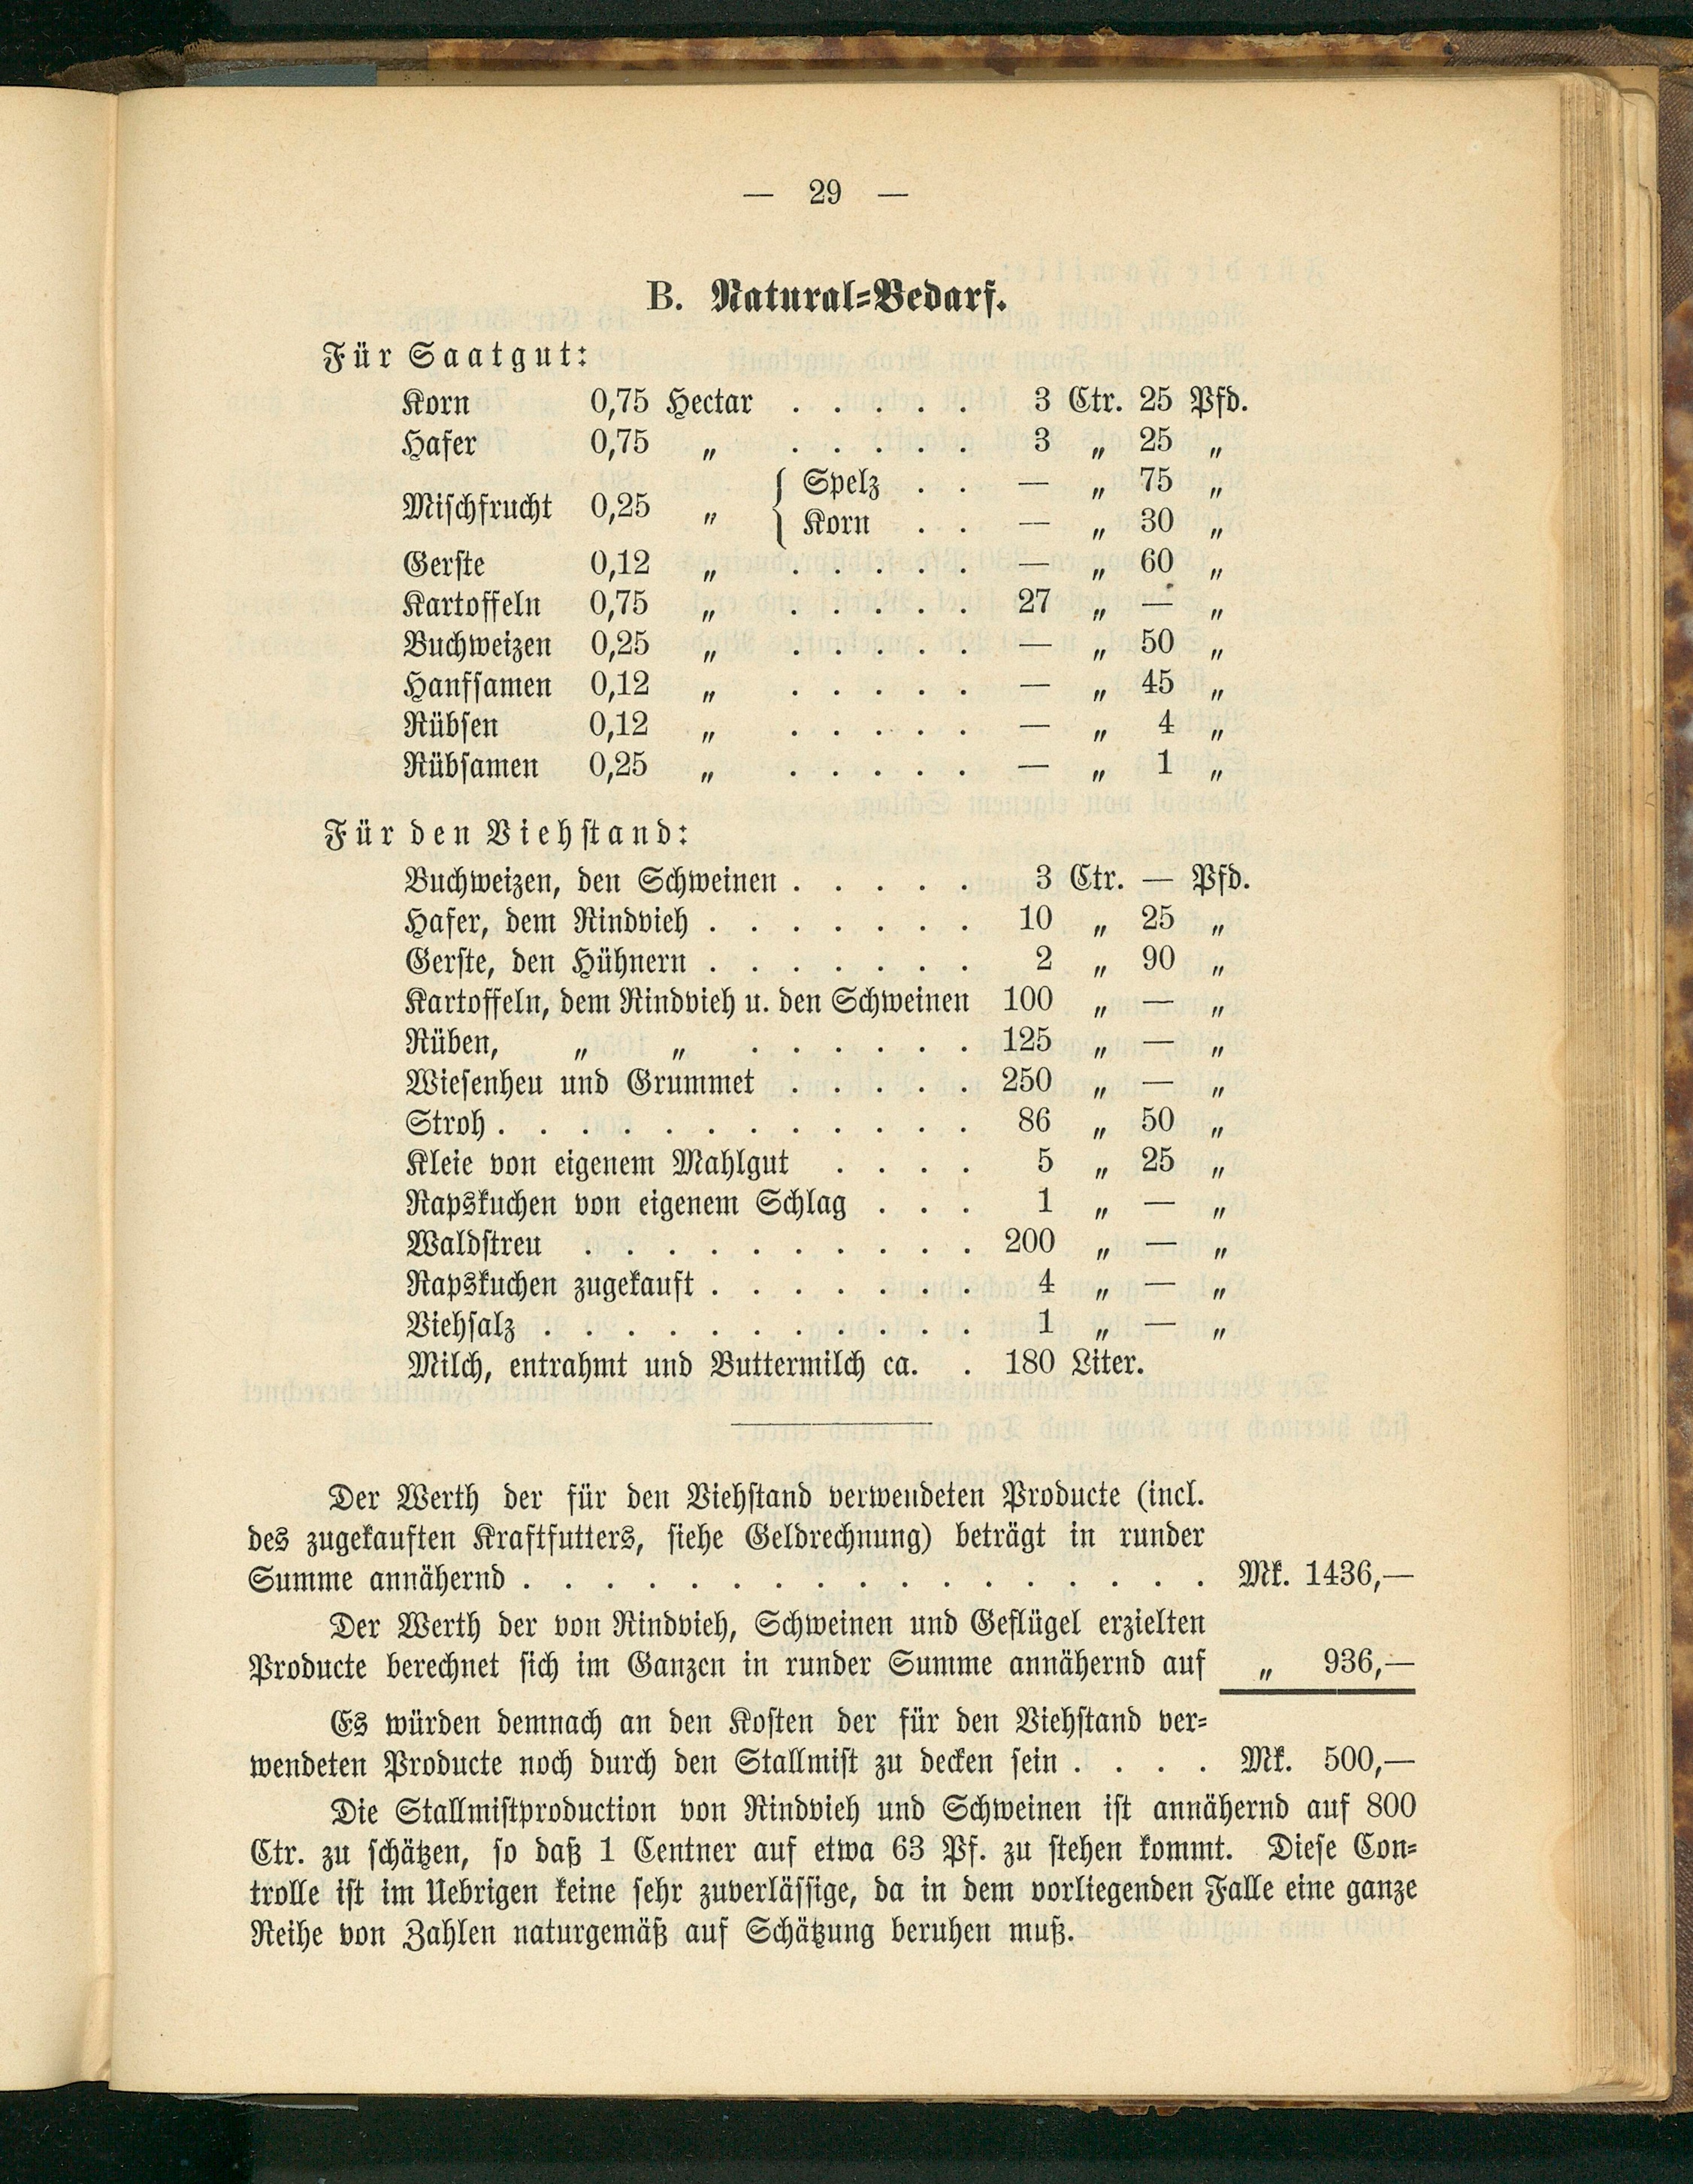 — 29 —
B. Natural=Bedarf.
Für Saatgut:
Korn 0,75 Hectar . . . . . 3 Ctr. 25 Pfd.
Hafer 0,75 „ . . . . . 3 „ 25 „
Mischfrucht 0,25 „ { Spelz . . — „ 75 „
Korn . . — „ 30 „
Gerste 0,12 „ . . . . . — „ 60 „
Kartoffeln 0,75 „ . . . . . 27 „ — „
Buchweizen 0,25 „ . . . . . — „ 50 „
Hanfsamen 0,12 „ . . . . . — „ 45 „
Rübsen 0,12 „ . . . . . — „ 4 „
Rübsamen 0,25 „ . . . . . — „ 1 „
Für den Viehstand:
Buchweizen, den Schweinen . . . . . 3 Ctr. — Pfd.
Hafer, dem Rindvieh . . . . . . . 10 „ 25 „
Gerste, den Hühnern . . . . . . . 2 „ 90 „
Kartoffeln, dem Rindvieh u. den Schweinen 100 „ — „
Rüben, „ „ . . . . . . 125 „ — „
Wiesenheu und Grummet . . . . . 250 „ — „
Stroh . . . . . . . . . . . . 86 „ 50 „
Kleie von eigenem Mahlgut . . . . 5 „ 25 „
Rapskuchen von eigenem Schlag . . . 1 „ — „
Waldstreu . . . . . . . . . . 200 „ — „
Rapskuchen zugekauft . . . . . . . 4 „ — „
Viehsalz . . . . . . . . . . . 1 „ — „
Milch, entrahmt und Buttermilch ca. . 180 Liter.
Der Werth der für den Viehstand verwendeten Producte (incl.
des zugekauften Kraftfutters, siehe Geldrechnung) beträgt in runder
Summe annähernd . . . . . . . . . . . . . . . . . Mk. 1436,—
Der Werth der von Rindvieh, Schweinen und Geflügel erzielten
Producte berechnet sich im Ganzen in runder Summe annähernd auf „ 936,—
Es würden demnach an den Kosten der für den Viehstand ver=
wendeten Producte noch durch den Stallmist zu decken sein . . . . Mk. 500,—
Die Stallmistproduction von Rindvieh und Schweinen ist annähernd auf 800
Ctr. zu schätzen, so daß 1 Centner auf etwa 63 Pf. zu stehen kommt. Diese Con=
trolle ist im Uebrigen keine sehr zuverlässige, da in dem vorliegenden Falle eine ganze
Reihe von Zahlen naturgemäß auf Schätzung beruhen muß.